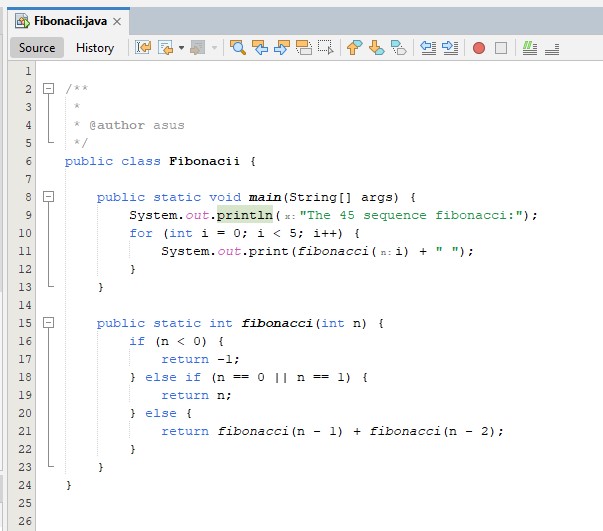 Fibonacii.java ×
Source History
1
2 /**
3 *
4 * @author asus
5 */
6 public class Fibonacii {
7
8 public static void main(String[] args) {
9 System.out.println( x: "The 45 sequence fibonacci:");
10 for (int i = 0; i < 5; i++) {
11 System.out.print(fibonacci( n: i) + " ");
12 }
13 }
14
15 public static int fibonacci(int n) {
16 if (n < 0) {
17 return -1;
18 } else if (n == 0 || n == 1) {
19 return n;
20 } else {
21 return fibonacci(n - 1) + fibonacci(n - 2);
22 }
23 }
24 }
25
26